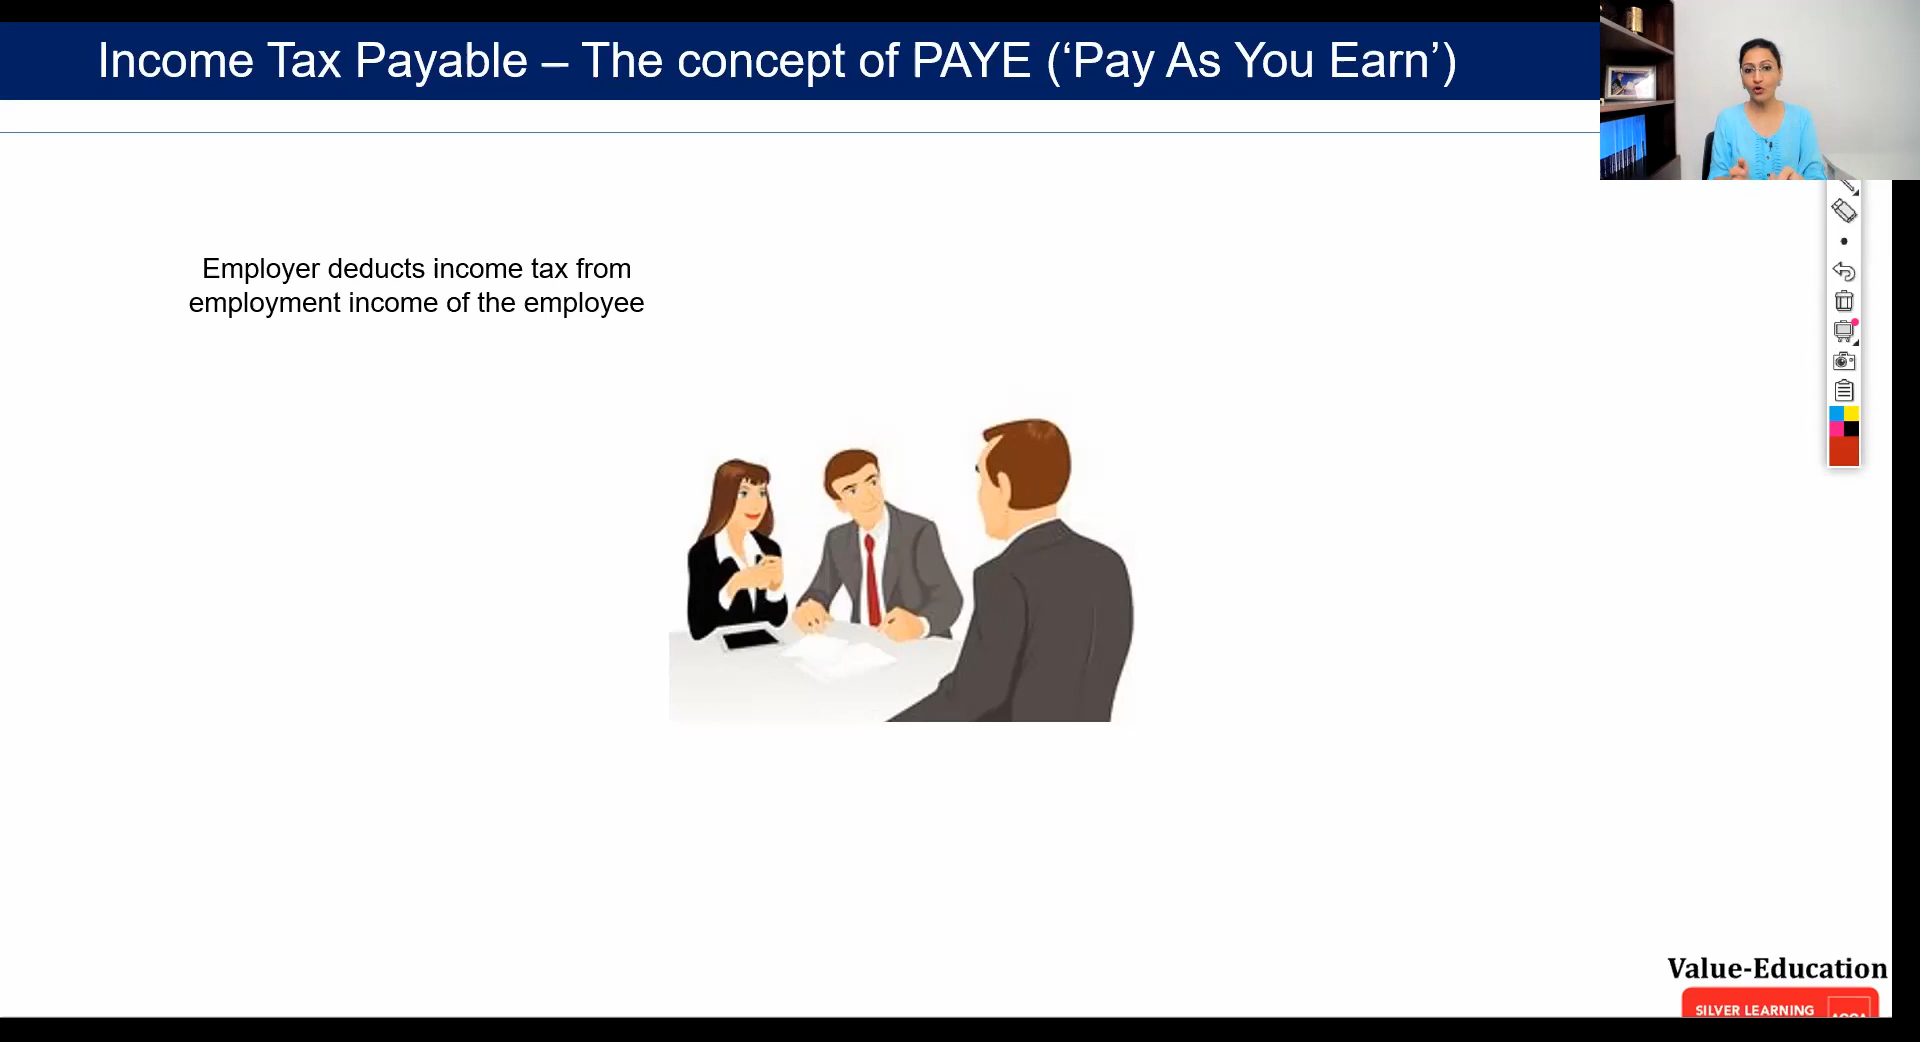 Income Tax Payable – The concept of PAYE (‘Pay As You Earn’)
Employer deducts income tax from
employment income of the employee
Value-Education
SILVER LEARNING
ACCA